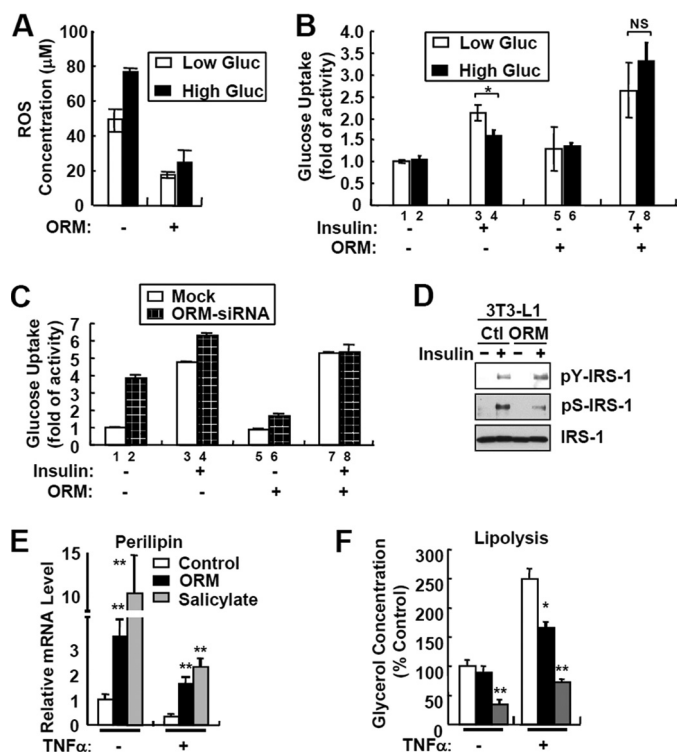 A
ROS
Concentration (µM)
100
80
60
40
20
0
Low Gluc
High Gluc
ORM:
-
+
B
Glucose Uptake
(fold of activity)
4.0
3.5
3.0
2.5
2.0
1.5
1.0
0.5
0
Low Gluc
High Gluc
*
NS
1 2 3 4 5 6 7 8
Insulin: - + - +
ORM: - - + +
C
Glucose Uptake
(fold of activity)
7
6
5
4
3
2
1
0
Mock
ORM-siRNA
1 2 3 4 5 6 7 8
Insulin: - + - +
ORM: - - + +
D
3T3-L1
Ctl ORM
Insulin - + - +
pY-IRS-1
pS-IRS-1
IRS-1
E
Perilipin
Relative mRNA Level
15
10
3
2
1
0
Control
ORM
Salicylate
**
**
**
**
TNFα: - +
F
Lipolysis
Glycerol Concentration
(% Control)
250
300
150
100
50
0
**
*
**
TNFα: - +